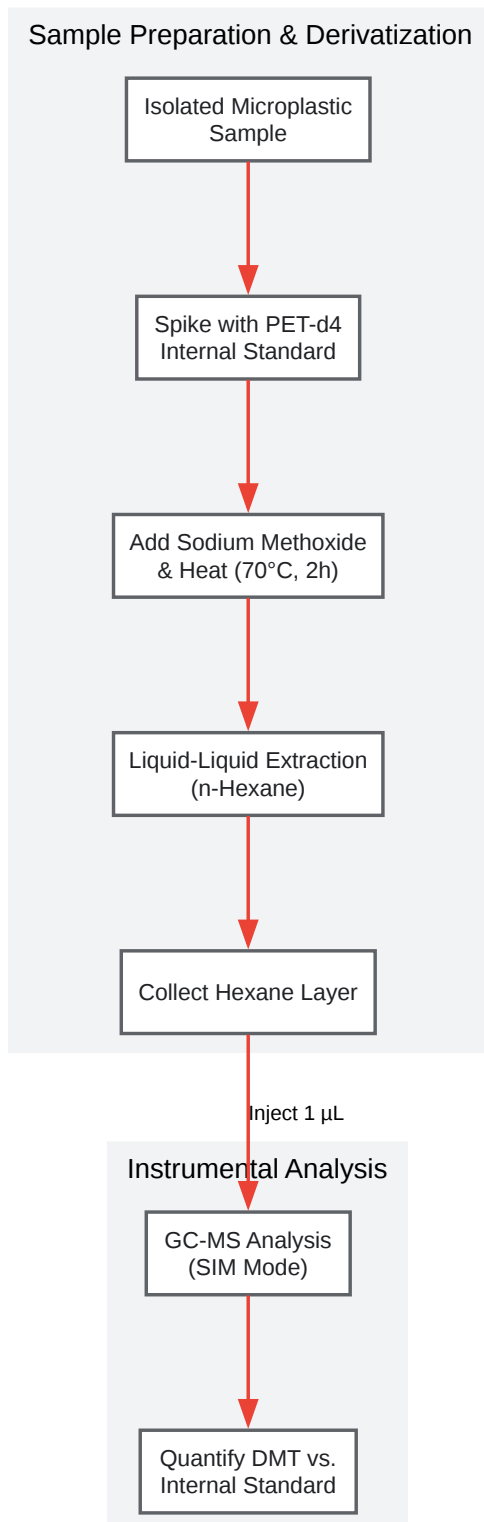 Sample Preparation & Derivatization
Isolated Microplastic
Sample
Spike with PET-d4
Internal Standard
Add Sodium Methoxide
& Heat (70°C, 2h)
Liquid-Liquid Extraction
(n-Hexane)
Collect Hexane Layer
Inject 1 µL
Instrumental Analysis
GC-MS Analysis
(SIM Mode)
Quantify DMT vs.
Internal Standard